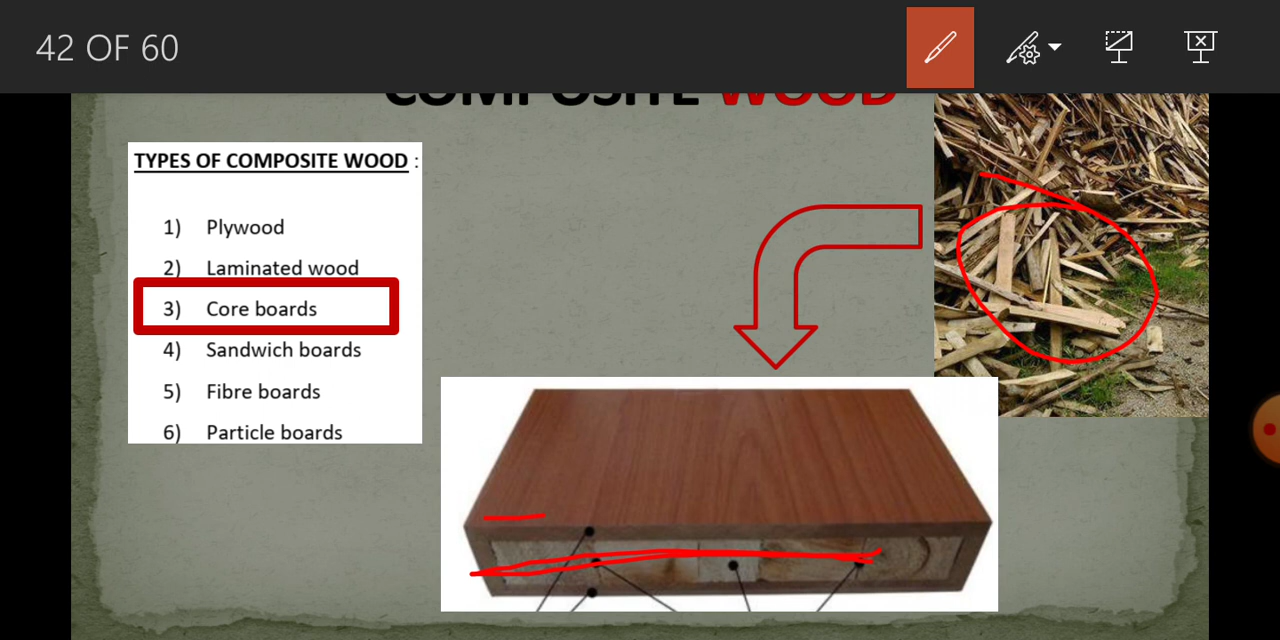 42 OF 60
COMPOSITE WOOD
TYPES OF COMPOSITE WOOD :
1) Plywood
2) Laminated wood
3) Core boards
4) Sandwich boards
5) Fibre boards
6) Particle boards